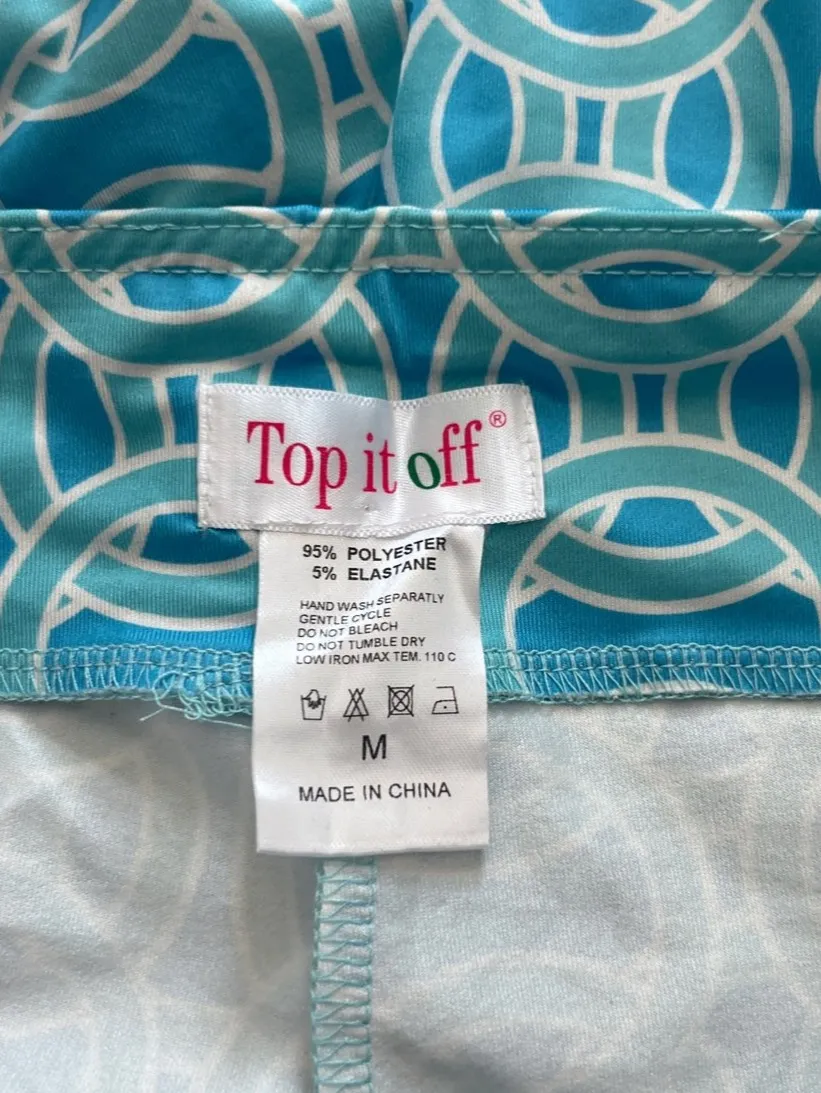 Top it off®
95% POLYESTER
5% ELASTANE
HAND WASH SEPARATLY
GENTLE CYCLE
DO NOT BLEACH
DO NOT TUMBLE DRY
LOW IRON MAX TEM. 110 C
M
MADE IN CHINA